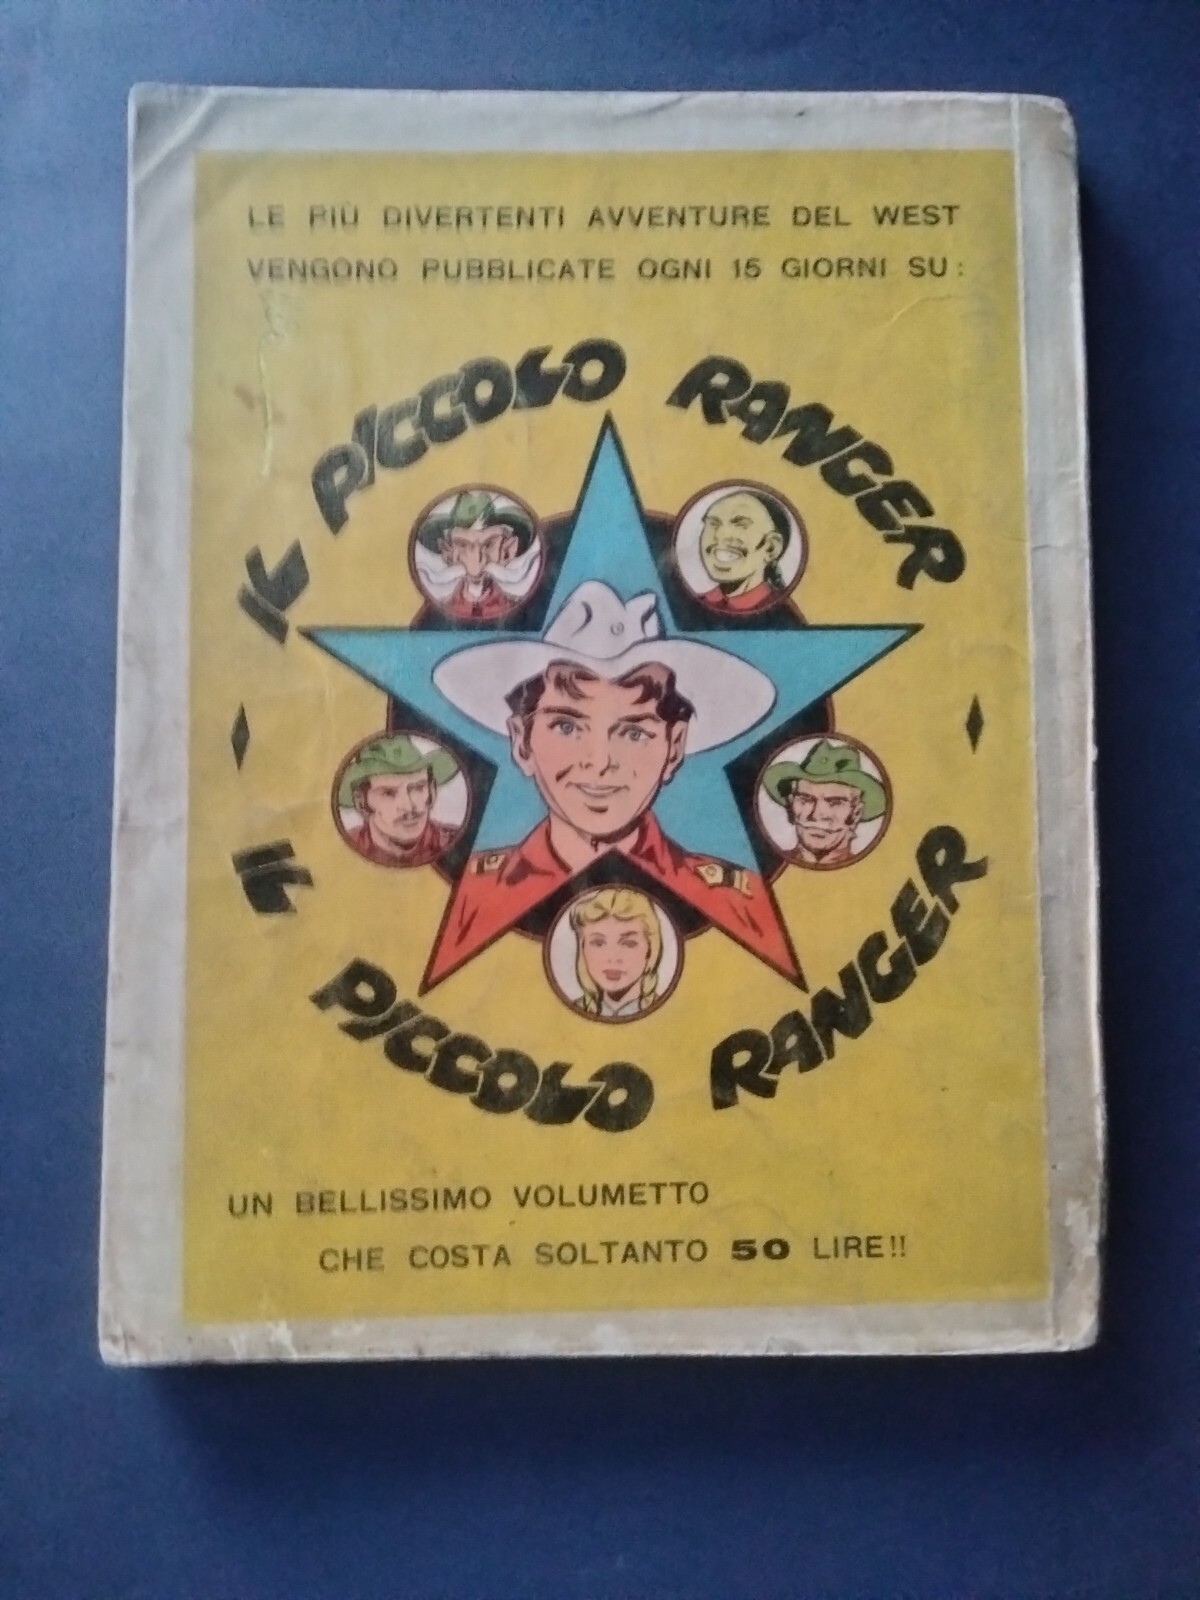 LE PIÙ DIVERTENTI AVVENTURE DEL WEST
VENGONO PUBBLICATE OGNI 15 GIORNI SU:
IL PICCOLO RANGER
IL PICCOLO RANGER
UN BELLISSIMO VOLUMETTO
CHE COSTA SOLTANTO 50 LIRE!!